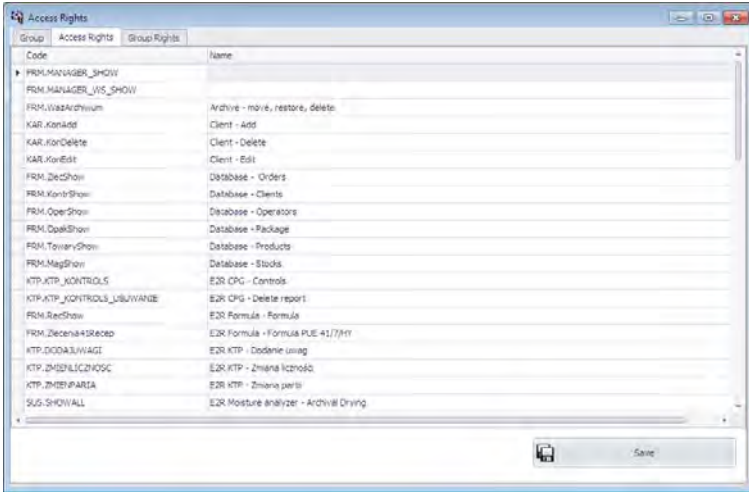 Access Rights
Group Access Rights Group Rights
Code Name
FRM.MANAGER_SHOW
FRM.MANAGER_WS_SHOW
FRM.WazArchiwum Archive - move, restore, delete
KAR.KonAdd Client - Add
KAR.KonDelete Client - Delete
KAR.KonEdit Client - Edit
FRM.ZlecShow Database - Orders
FRM.KontrShow Database - Clients
FRM.OperShow Database - Operators
FRM.OpakShow Database - Package
FRM.TowaryShow Database - Products
FRM.MagShow Database - Stocks
KTP.KTP_KONTROLS E2R CPG - Controls
KTP.KTP_KONTROLS_USUWANIE E2R CPG - Delete report
FRM.RecShow E2R Formula - Formula
FRM.Zlecenia41Recep E2R Formula - Formula PUE 41/7/HY
KTP.DODAJUWAGI E2R KTP - Dodanie uwag
KTP.ZMIENLICZNOSC E2R KTP - Zmiana liczności
KTP.ZMIENPARIA E2R KTP - Zmiana partii
SUS.SHOWALL E2R Moisture analyzer - Archival Drying
Save